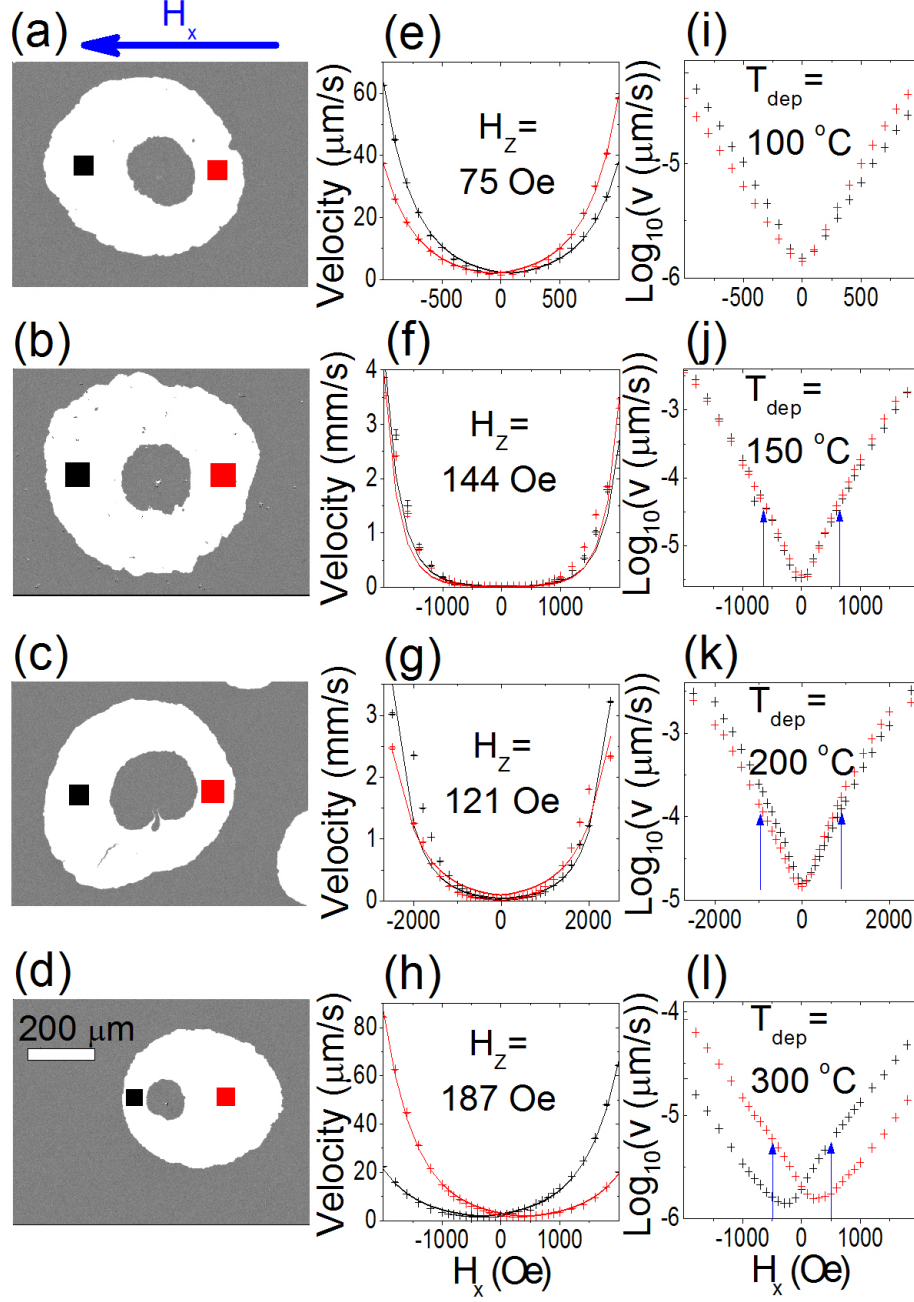 (a)
H_x
(e)
Velocity (μm/s)
60
40
20
0
-500 0 500
H_Z=
75 Oe
(i)
Log_10(v (μm/s))
-5
-6
-500 0 500
T_dep=
100 °C
(b)
(f)
Velocity (mm/s)
4
3
2
1
0
-1000 0 1000
H_Z=
144 Oe
(j)
Log_10(v (μm/s))
-3
-4
-5
-1000 0 1000
T_dep=
150 °C
(c)
(g)
Velocity (mm/s)
3
2
1
0
-2000 0 2000
H_Z=
121 Oe
(k)
Log_10(v (μm/s))
-3
-4
-5
-2000 0 2000
T_dep=
200 °C
(d)
200 μm
(h)
Velocity (μm/s)
80
60
40
20
0
-1000 0 1000
H_x (Oe)
H_Z=
187 Oe
(l)
Log_10(v (μm/s))
-4
-5
-6
-1000 0 1000
H_x (Oe)
T_dep=
300 °C